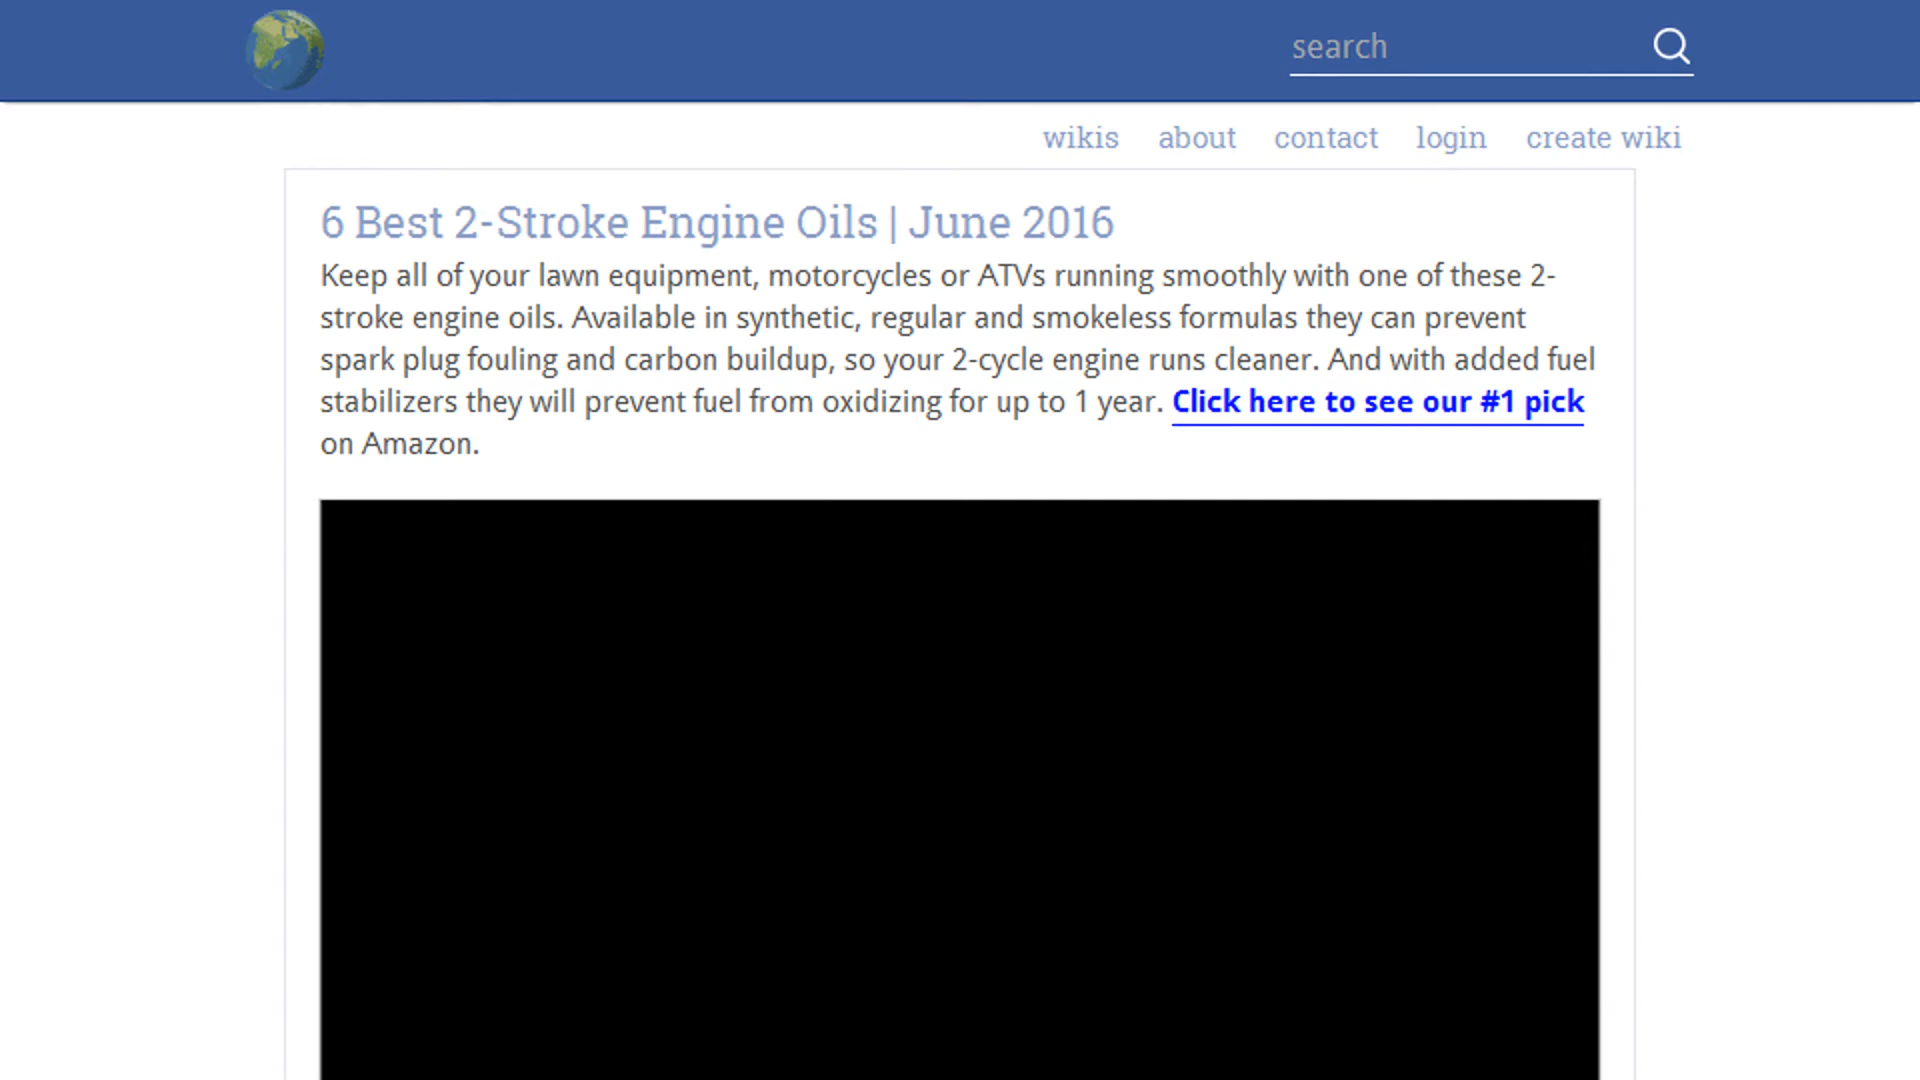 search
wikis about contact login create wiki
6 Best 2-Stroke Engine Oils | June 2016
Keep all of your lawn equipment, motorcycles or ATVs running smoothly with one of these 2-
stroke engine oils. Available in synthetic, regular and smokeless formulas they can prevent
spark plug fouling and carbon buildup, so your 2-cycle engine runs cleaner. And with added fuel
stabilizers they will prevent fuel from oxidizing for up to 1 year. Click here to see our #1 pick
on Amazon.